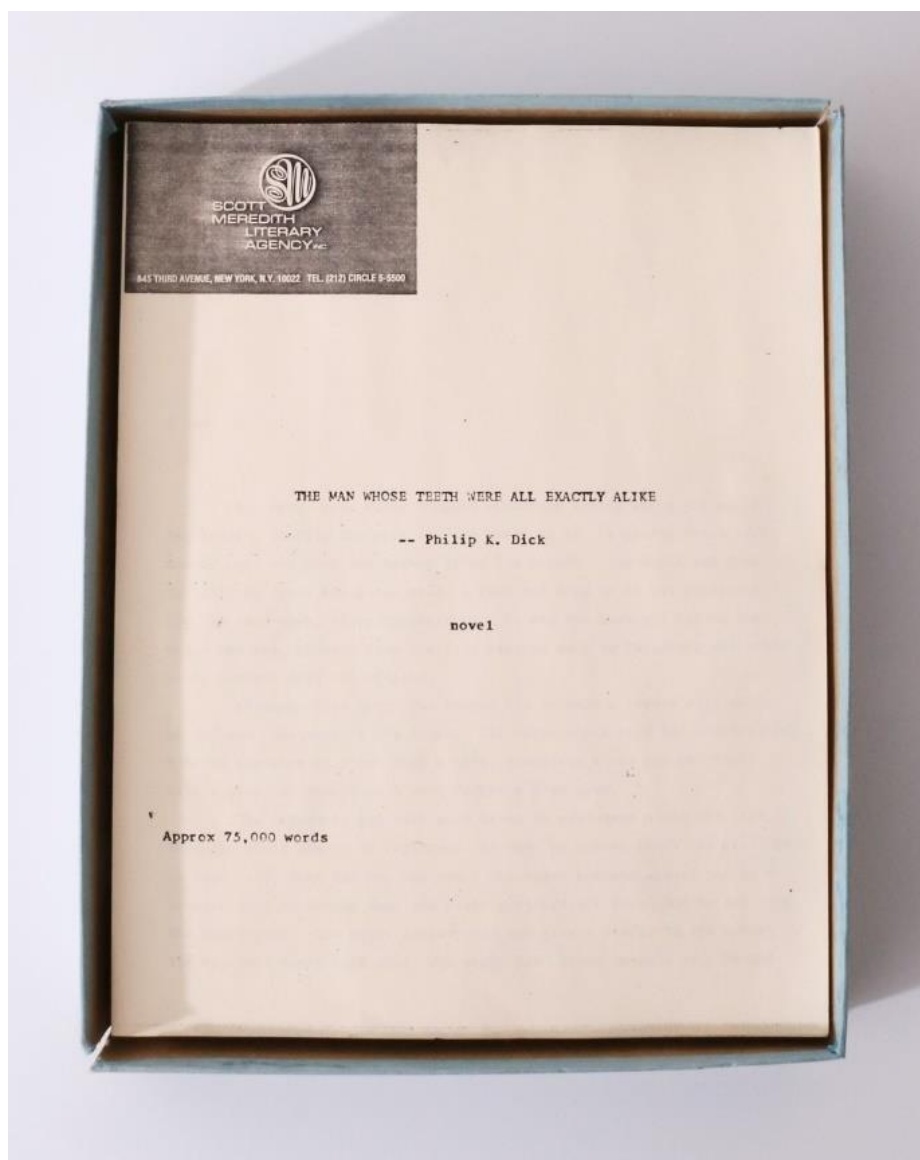 SM
SCOTT
MEREDITH
LITERARY
AGENCY INC
845 THIRD AVENUE, NEW YORK, N.Y. 10022 TEL. (212) CIRCLE 5-5500
THE MAN WHOSE TEETH WERE ALL EXACTLY ALIKE
-- Philip K. Dick
novel
Approx 75,000 words